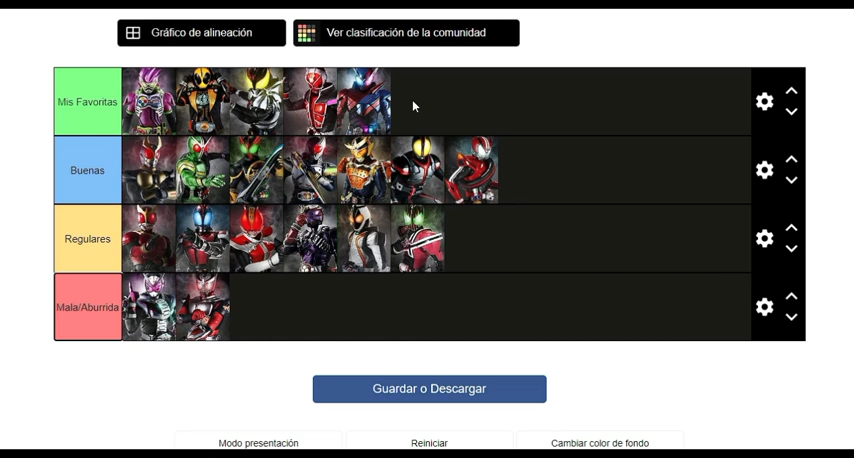 Gráfico de alineación
Ver clasificación de la comunidad
Mis Favoritas
Buenas
Regulares
Mala/Aburrida
Guardar o Descargar
Modo presentación
Reiniciar
Cambiar color de fondo